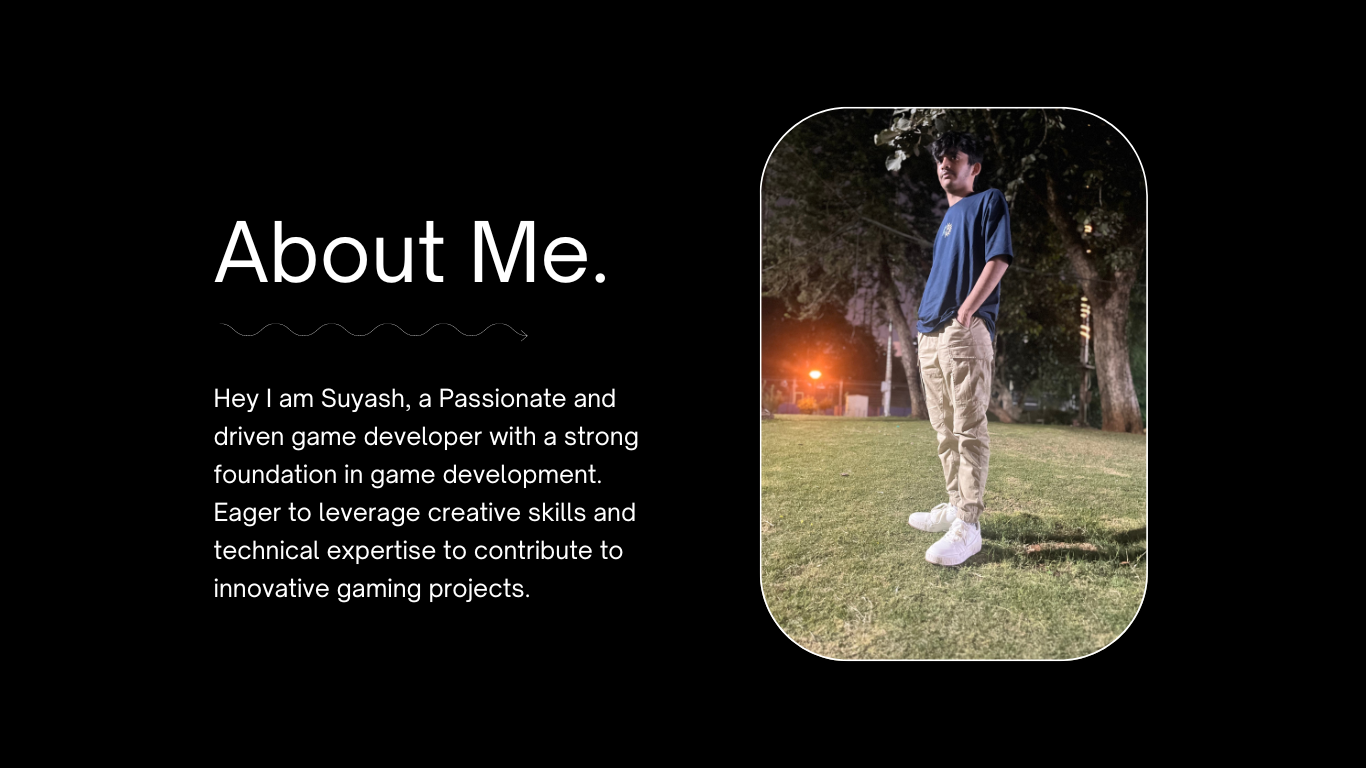 About Me.
Hey I am Suyash, a Passionate and
driven game developer with a strong
foundation in game development.
Eager to leverage creative skills and
technical expertise to contribute to
innovative gaming projects.